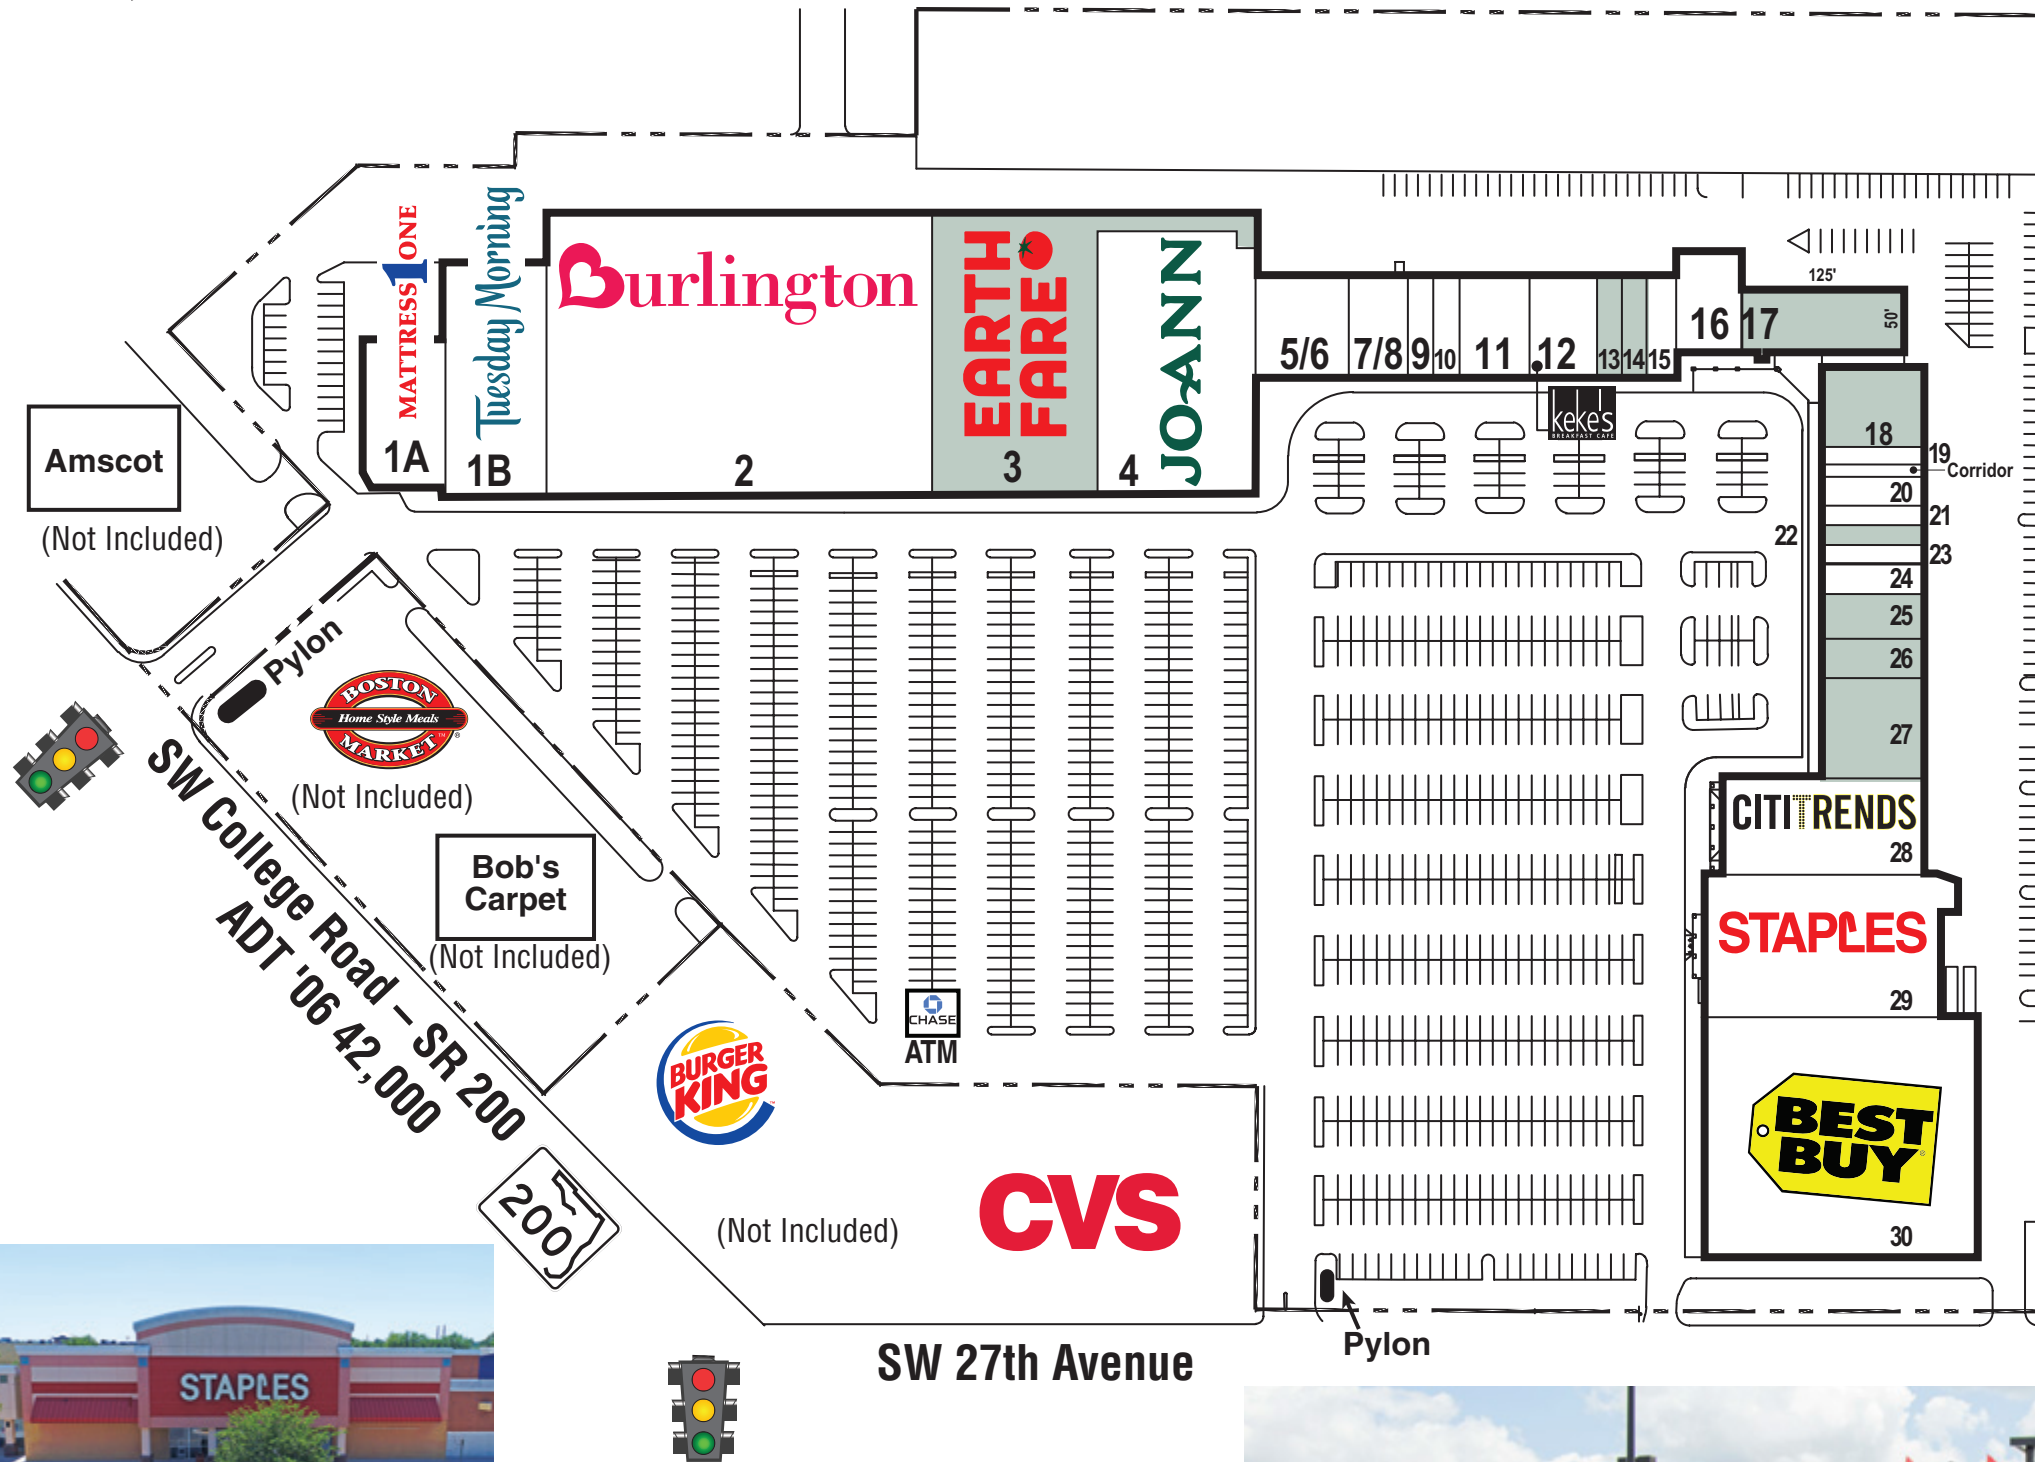 MATTRESS 1 ONE
Tuesday Morning
Burlington
EARTH
FARE
JOANN
1A
1B
2
3
4
5/6
7/8
9
10
11
12
13
14
15
16
17
125'
50'
keke's
BREAKFAST CAFE
Amscot
(Not Included)
18
19
Corridor
20
21
22
23
24
25
26
27
CITITRENDS
28
STAPLES
29
BEST
BUY
30
Pylon
BOSTON
Home Style Meals
MARKET
(Not Included)
Bob's
Carpet
(Not Included)
SW College Road – SR 200
ADT '06 42,000
200
CHASE
ATM
BURGER
KING
(Not Included)
CVS
Pylon
SW 27th Avenue
STAPLES